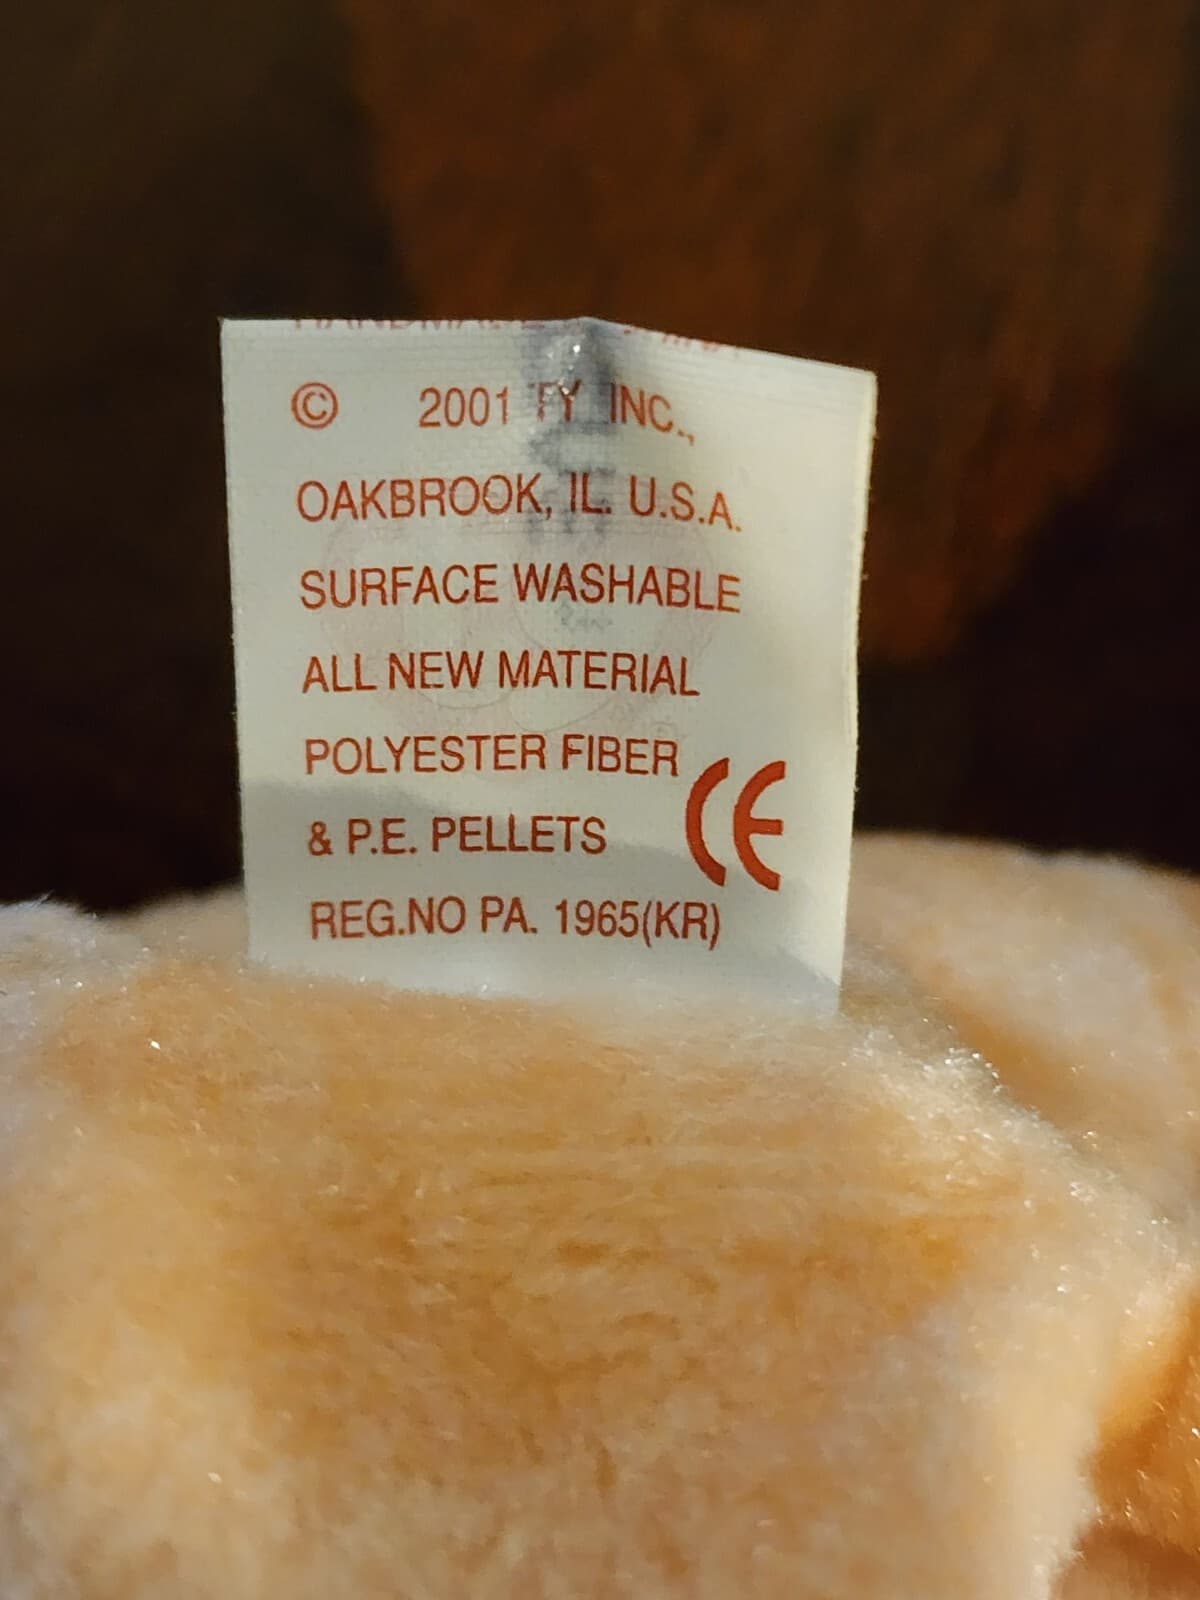 HANDMADE
© 2001 TY INC.,
OAKBROOK, IL. U.S.A.
SURFACE WASHABLE
ALL NEW MATERIAL
POLYESTER FIBER
& P.E. PELLETS CE
REG.NO PA. 1965(KR)